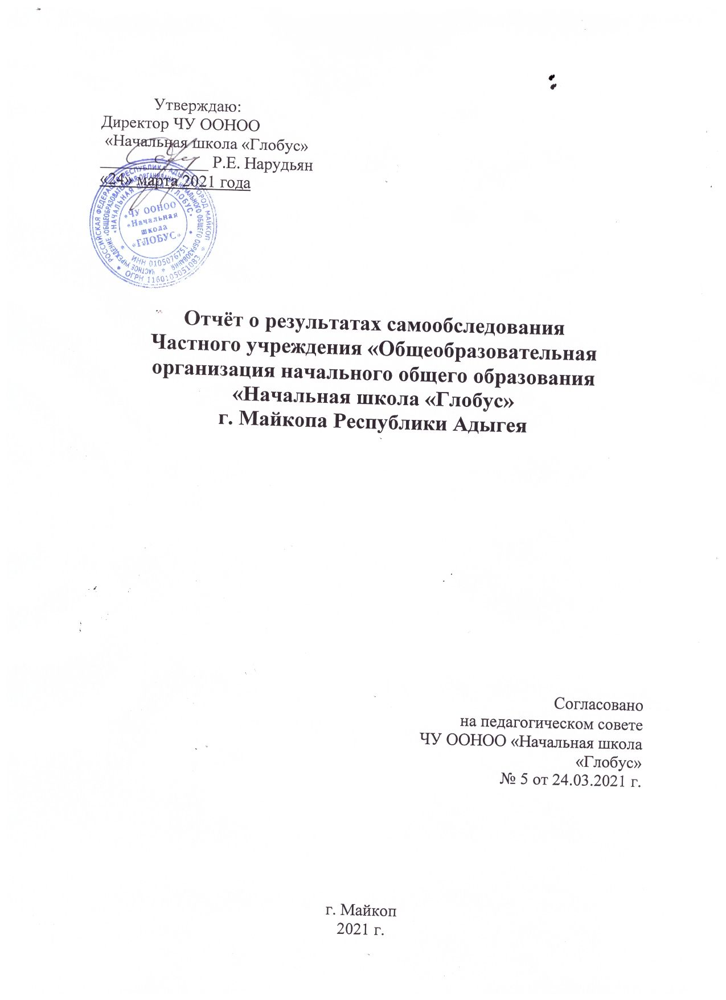 Утверждаю:
Директор ЧУ ООНОО
«Начальная школа «Глобус»
_____________ Р.Е. Нарудьян
«24» марта 2021 года
РОССИЙСКАЯ ФЕДЕРАЦИЯ РЕСПУБЛИКА АДЫГЕЯ ГОРОД МАЙКОП
ЧАСТНОЕ УЧРЕЖДЕНИЕ «ОБЩЕОБРАЗОВАТЕЛЬНАЯ ОРГАНИЗАЦИЯ НАЧАЛЬНОГО ОБЩЕГО ОБРАЗОВАНИЯ
«НАЧАЛЬНАЯ ШКОЛА «ГЛОБУС»
«ЧУ ООНОО
«Начальная
школа
«ГЛОБУС»
ИНН 0105076751
ОГРН 1160105051083
Отчёт о результатах самообследования
Частного учреждения «Общеобразовательная
организация начального общего образования
«Начальная школа «Глобус»
г. Майкопа Республики Адыгея
Согласовано
на педагогическом совете
ЧУ ООНОО «Начальная школа
«Глобус»
№ 5 от 24.03.2021 г.
г. Майкоп
2021 г.